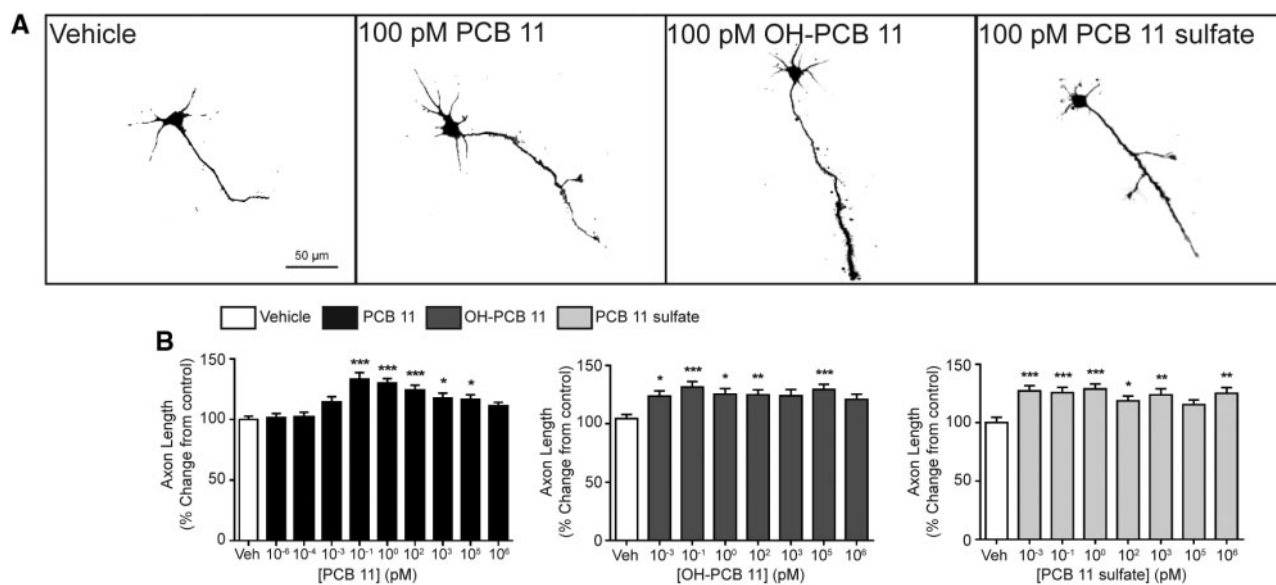 A
Vehicle
100 pM PCB 11
100 pM OH-PCB 11
100 pM PCB 11 sulfate
50 µm
Vehicle
PCB 11
OH-PCB 11
PCB 11 sulfate
B
Axon Length
(% Change from control)
150
100
50
0
*** *** *** * *
Veh 10⁻⁶ 10⁻⁴ 10⁻³ 10⁻¹ 10⁰ 10² 10³ 10⁵ 10⁶
[PCB 11] (pM)
Axon Length
(% Change from control)
150
100
50
0
* *** * ** ***
Veh 10⁻³ 10⁻¹ 10⁰ 10² 10³ 10⁵ 10⁶
[OH-PCB 11] (pM)
Axon Length
(% Change from control)
150
100
50
0
*** *** *** * ** **
Veh 10⁻³ 10⁻¹ 10⁰ 10² 10³ 10⁵ 10⁶
[PCB 11 sulfate] (pM)